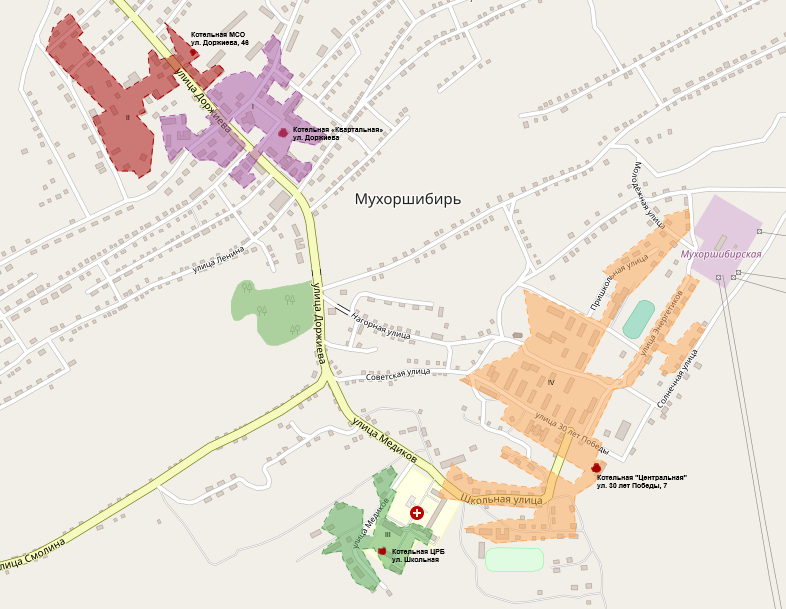 Котельная МСО
ул. Доржиева, 46
улица Доржиева
I
II
Котельная «Квартальная»
ул. Доржиева
Мухоршибирь
Молодёжная улица
улица Ленина
Мухоршибирская
Пришкольная улица
улица Доржиева
Нагорная улица
улица Энергетиков
Советская улица
Солнечная улица
IV
улица 30 лет Победы
улица Медиков
Котельная "Центральная"
ул. 30 лет Победы, 7
Школьная улица
улица Медиков
III
Котельная ЦРБ
ул. Школьная
лица Смолина